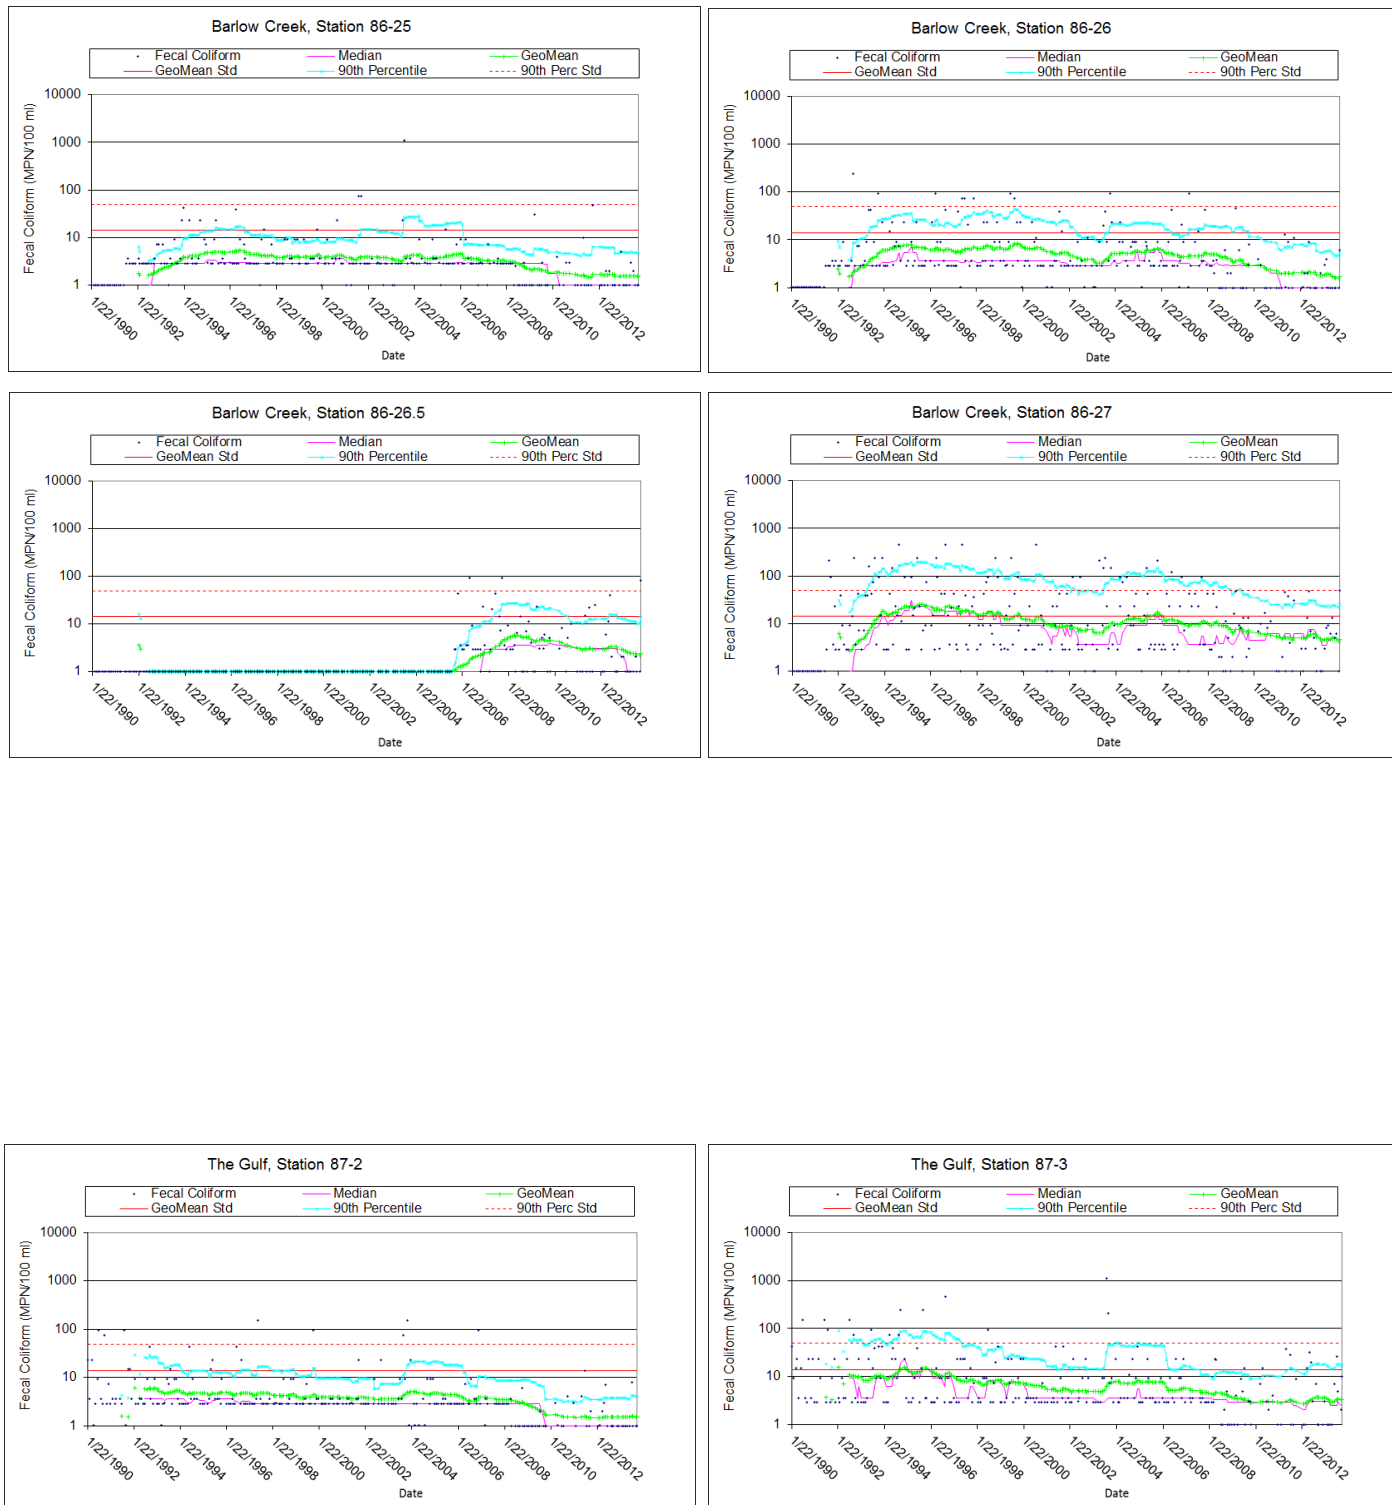 Barlow Creek, Station 86-25
Fecal Coliform Median GeoMean
GeoMean Std 90th Percentile 90th Perc Std
Fecal Coliform (MPN/100 ml)
10000
1000
100
10
1
1/22/1990 1/22/1992 1/22/1994 1/22/1996 1/22/1998 1/22/2000 1/22/2002 1/22/2004 1/22/2006 1/22/2008 1/22/2010 1/22/2012
Date
Barlow Creek, Station 86-26
Fecal Coliform Median GeoMean
GeoMean Std 90th Percentile 90th Perc Std
Fecal Coliform (MPN/100 ml)
10000
1000
100
10
1
1/22/1990 1/22/1992 1/22/1994 1/22/1996 1/22/1998 1/22/2000 1/22/2002 1/22/2004 1/22/2006 1/22/2008 1/22/2010 1/22/2012
Date
Barlow Creek, Station 86-26.5
Fecal Coliform Median GeoMean
GeoMean Std 90th Percentile 90th Perc Std
Fecal Coliform (MPN/100 ml)
10000
1000
100
10
1
1/22/1990 1/22/1992 1/22/1994 1/22/1996 1/22/1998 1/22/2000 1/22/2002 1/22/2004 1/22/2006 1/22/2008 1/22/2010 1/22/2012
Date
Barlow Creek, Station 86-27
Fecal Coliform Median GeoMean
GeoMean Std 90th Percentile 90th Perc Std
Fecal Coliform (MPN/100 ml)
10000
1000
100
10
1
1/22/1990 1/22/1992 1/22/1994 1/22/1996 1/22/1998 1/22/2000 1/22/2002 1/22/2004 1/22/2006 1/22/2008 1/22/2010 1/22/2012
Date
The Gulf, Station 87-2
Fecal Coliform Median GeoMean
GeoMean Std 90th Percentile 90th Perc Std
Fecal Coliform (MPN/100 ml)
10000
1000
100
10
1
1/22/1990 1/22/1992 1/22/1994 1/22/1996 1/22/1998 1/22/2000 1/22/2002 1/22/2004 1/22/2006 1/22/2008 1/22/2010 1/22/2012
Date
The Gulf, Station 87-3
Fecal Coliform Median GeoMean
GeoMean Std 90th Percentile 90th Perc Std
Fecal Coliform (MPN/100 ml)
10000
1000
100
10
1
1/22/1990 1/22/1992 1/22/1994 1/22/1996 1/22/1998 1/22/2000 1/22/2002 1/22/2004 1/22/2006 1/22/2008 1/22/2010 1/22/2012
Date